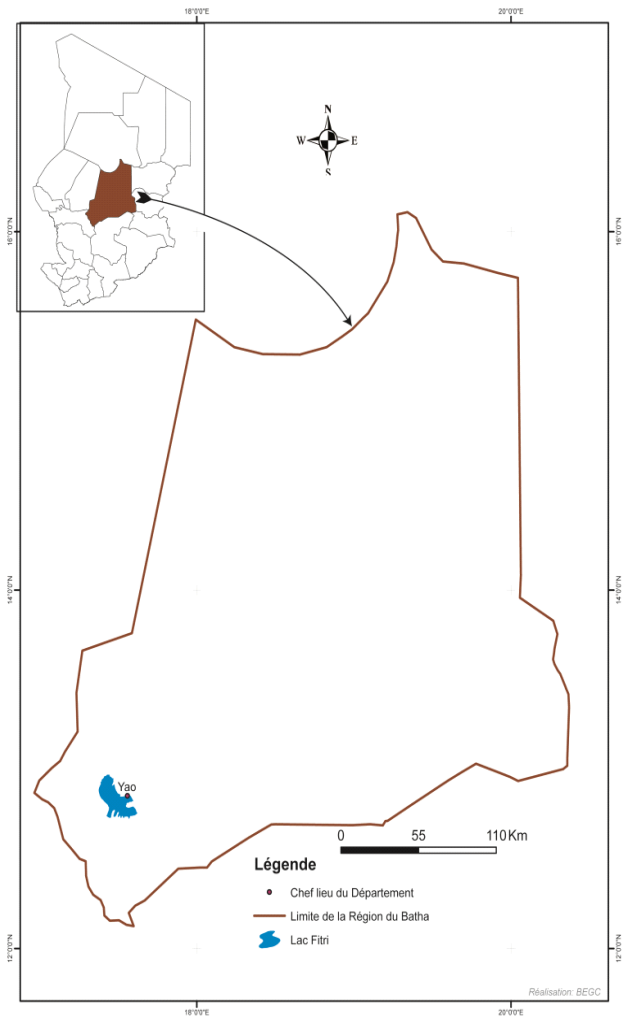 18°0'0"E 20°0'0"E
N
W E
S
16°0'0"N 16°0'0"N
14°0'0"N 14°0'0"N
Yao
0 55 110 Km
Légende
Chef lieu du Département
Limite de la Région du Batha
Lac Fitri
12°0'0"N 12°0'0"N
Réalisation: BEGC
18°0'0"E 20°0'0"E